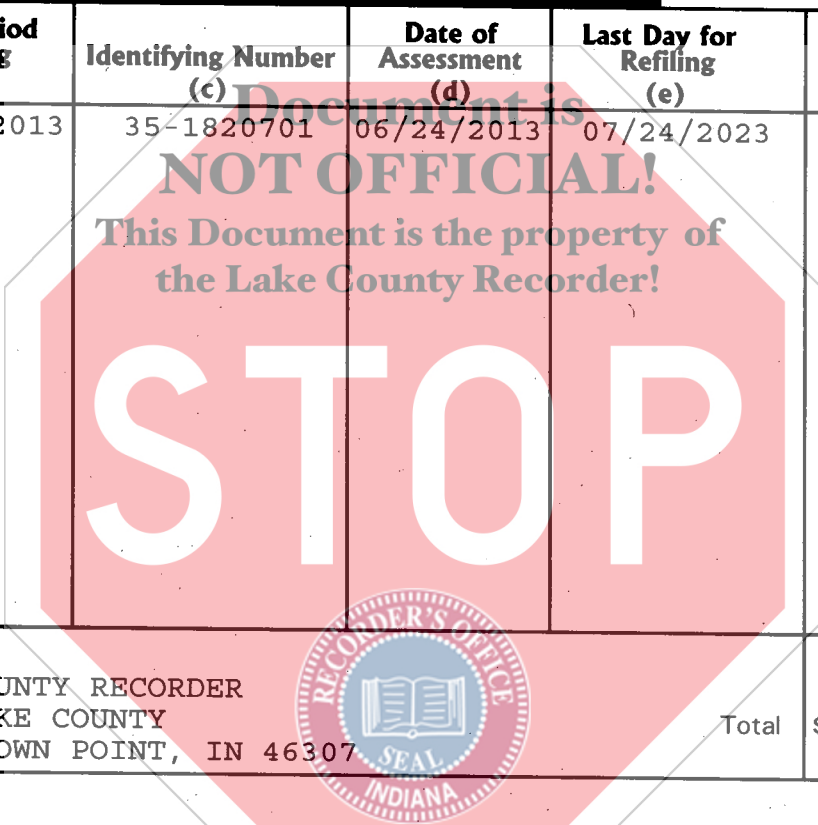 iod
g
Identifying Number
(c)
Date of
Assessment
(d)
Last Day for
Refiling
(e)
2013 35-1820701 06/24/2013 07/24/2023
Document is
NOT OFFICIAL!
This Document is the property of
the Lake County Recorder!
STOP
UNTY RECORDER
KE COUNTY
OWN POINT, IN 46307
Total $
RECORDER'S OFFICE
SEAL
INDIANA